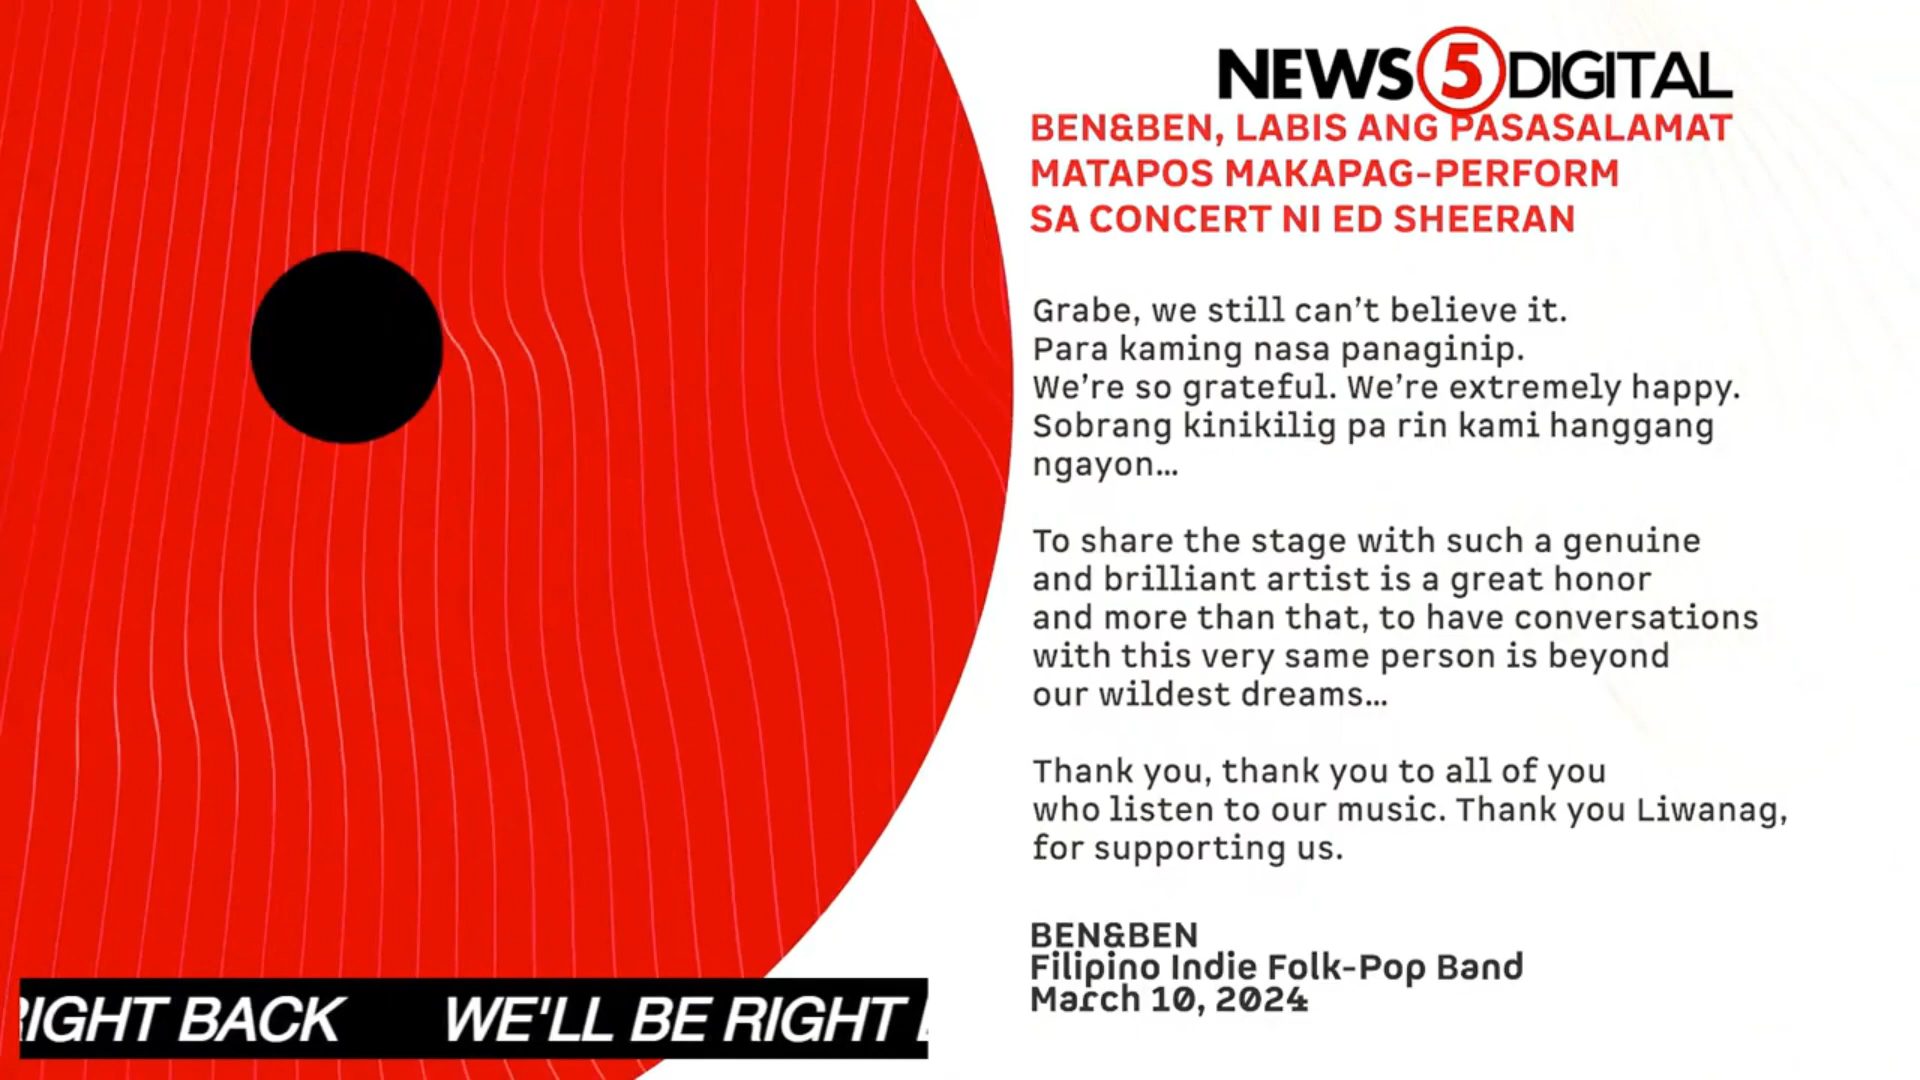 NEWS 5 DIGITAL
BEN&BEN, LABIS ANG PASASALAMAT
MATAPOS MAKAPAG-PERFORM
SA CONCERT NI ED SHEERAN
Grabe, we still can’t believe it.
Para kaming nasa panaginip.
We’re so grateful. We’re extremely happy.
Sobrang kinikilig pa rin kami hanggang
ngayon...
To share the stage with such a genuine
and brilliant artist is a great honor
and more than that, to have conversations
with this very same person is beyond
our wildest dreams...
Thank you, thank you to all of you
who listen to our music. Thank you Liwanag,
for supporting us.
BEN&BEN
Filipino Indie Folk-Pop Band
March 10, 2024
RIGHT BACK WE'LL BE RIGHT